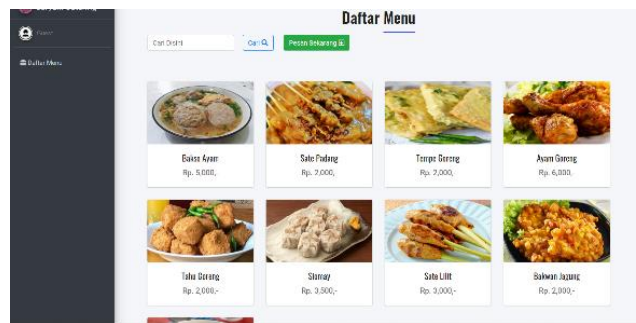 Daftar Menu
Cari Disini
Cari
Pesan Sekarang
Daftar Menu
Bakso Ayam
Rp. 5,000,
Sate Padang
Rp. 2,000,
Tempe Goreng
Rp. 2,000,
Ayam Goreng
Rp. 6,000,
Tahu Goreng
Rp. 2,000,-
Siomay
Rp. 3,500,-
Sate Lilit
Rp. 3,000,-
Bakwan Jagung
Rp. 2,000,-